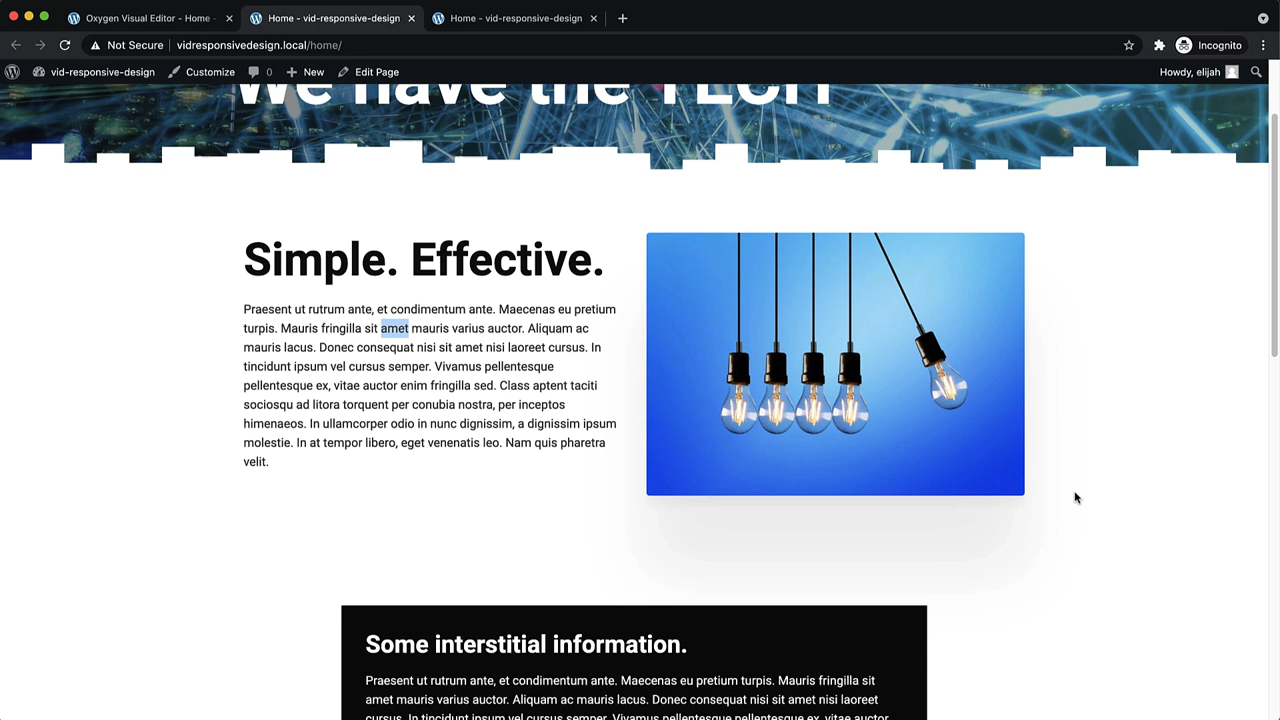 Oxygen Visual Editor - Home -
Home - vid-responsive-design
Home - vid-responsive-design
Not Secure
vidresponsivedesign.local/home/
Incognito
vid-responsive-design
Customize
0
New
Edit Page
Howdy, elijah
We have the TECH
Simple. Effective.
Praesent ut rutrum ante, et condimentum ante. Maecenas eu pretium
turpis. Mauris fringilla sit amet mauris varius auctor. Aliquam ac
mauris lacus. Donec consequat nisi sit amet nisi laoreet cursus. In
tincidunt ipsum vel cursus semper. Vivamus pellentesque
pellentesque ex, vitae auctor enim fringilla sed. Class aptent taciti
sociosqu ad litora torquent per conubia nostra, per inceptos
himenaeos. In ullamcorper odio in nunc dignissim, a dignissim ipsum
molestie. In at tempor libero, eget venenatis leo. Nam quis pharetra
velit.
Some interstitial information.
Praesent ut rutrum ante, et condimentum ante. Maecenas eu pretium turpis. Mauris fringilla sit
amet mauris varius auctor. Aliquam ac mauris lacus. Donec consequat nisi sit amet nisi laoreet
cursus. In tincidunt ipsum vel cursus semper. Vivamus pellentesque ex, vitae auctor